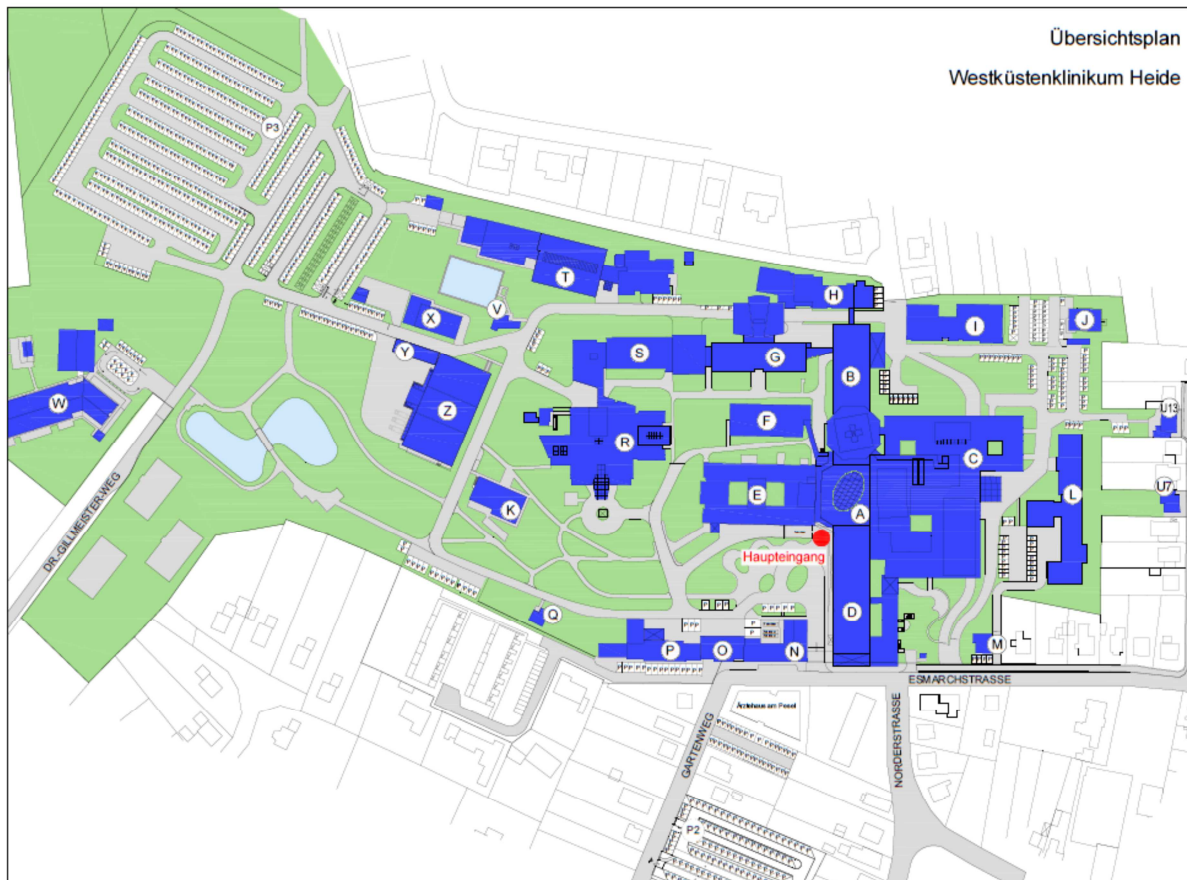 Übersichtsplan
Westküstenklinikum Heide
P3
T
H
V
X
I
J
Y
S
G
B
W
Z
F
U13
R
C
E
L
U7
K
A
Haupteingang
DR.-GILLMEISTER-WEG
Q
D
P
O
N
M
ESMARCHSTRASSE
Ärztehaus am Pesel
GARTENWEG
NORDERSTRASSE
P2